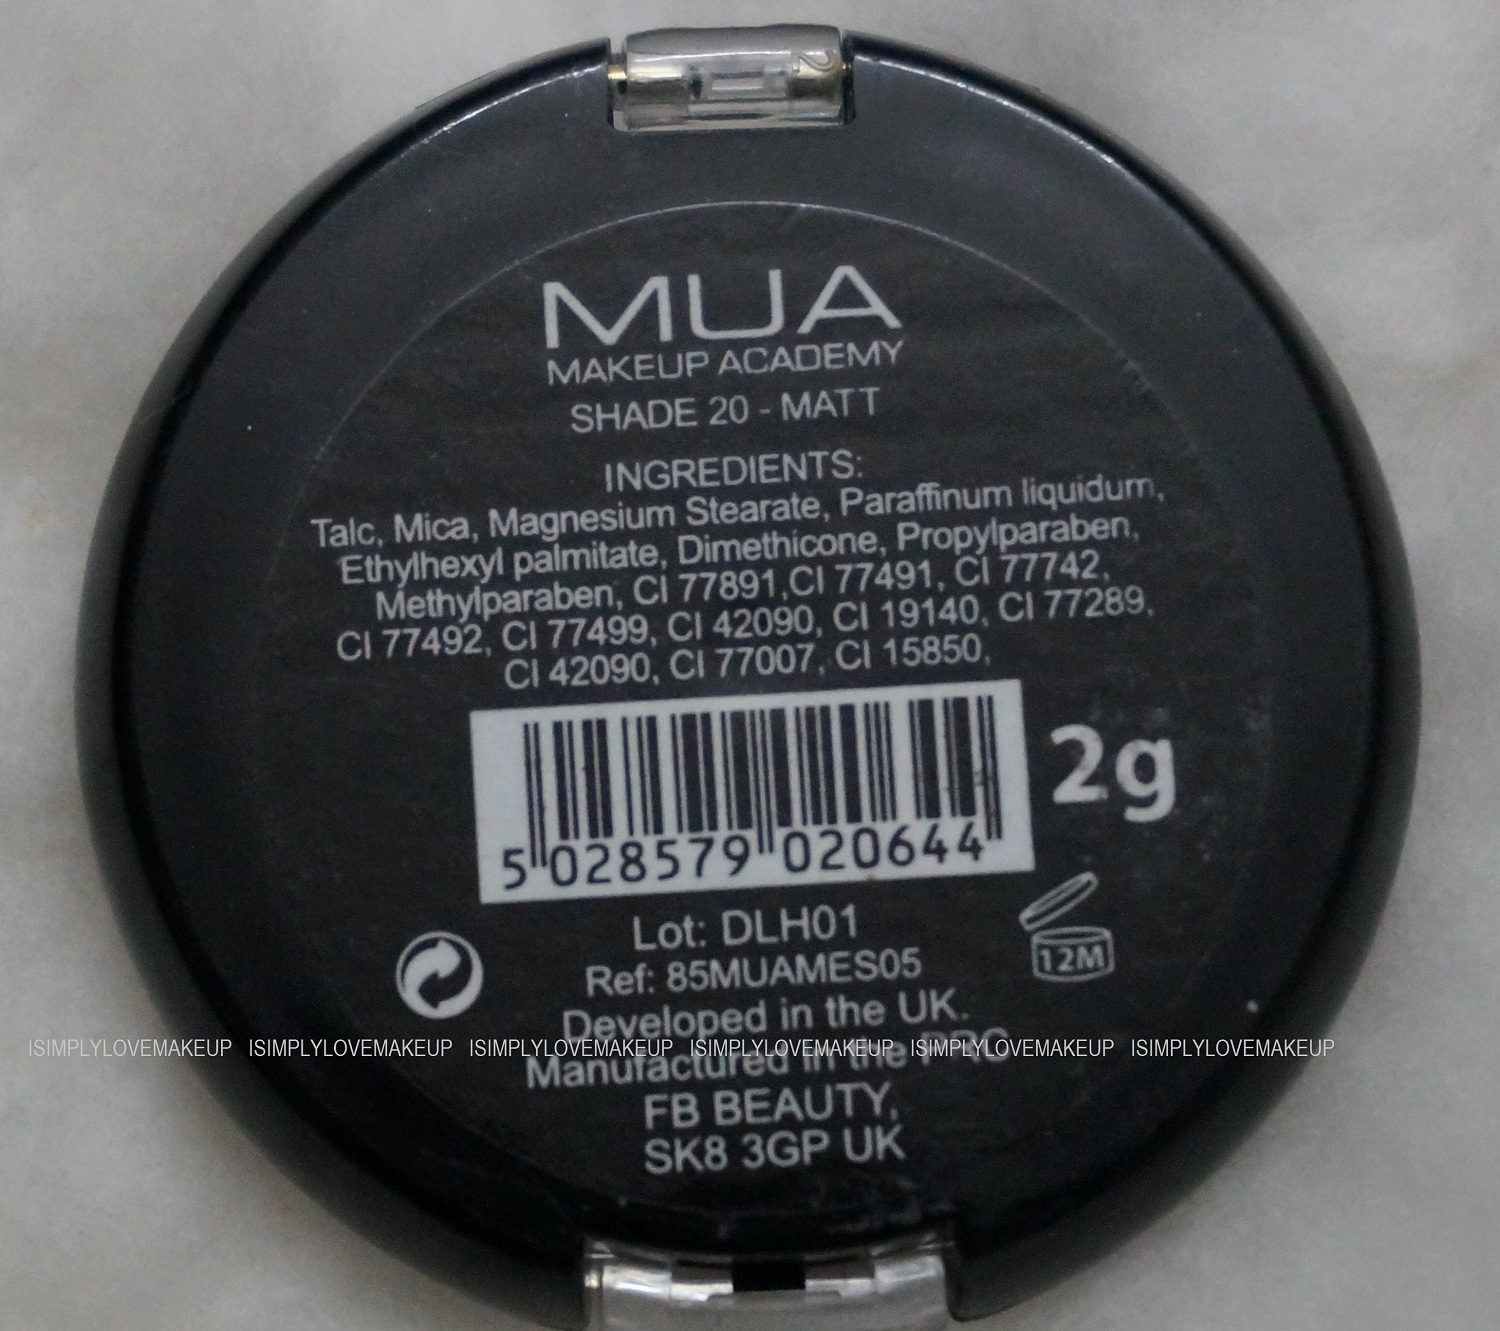 MUA
MAKEUP ACADEMY
SHADE 20 - MATT
INGREDIENTS:
Talc, Mica, Magnesium Stearate, Paraffinum liquidum,
Ethylhexyl palmitate, Dimethicone, Propylparaben,
Methylparaben, CI 77891,CI 77491, CI 77742,
CI 77492, CI 77499, CI 42090, CI 19140, CI 77289,
CI 42090, CI 77007, CI 15850,
2g
5 028579 020644
Lot: DLH01
12M
Ref: 85MUAMES05
Developed in the UK.
ISIMPLYLOVEMAKEUP ISIMPLYLOVEMAKEUP ISIMPLYLOVEMAKEUP ISIMPLYLOVEMAKEUP ISIMPLYLOVEMAKEUP ISIMPLYLOVEMAKEUP
Manufactured in the PRC
FB BEAUTY,
SK8 3GP UK